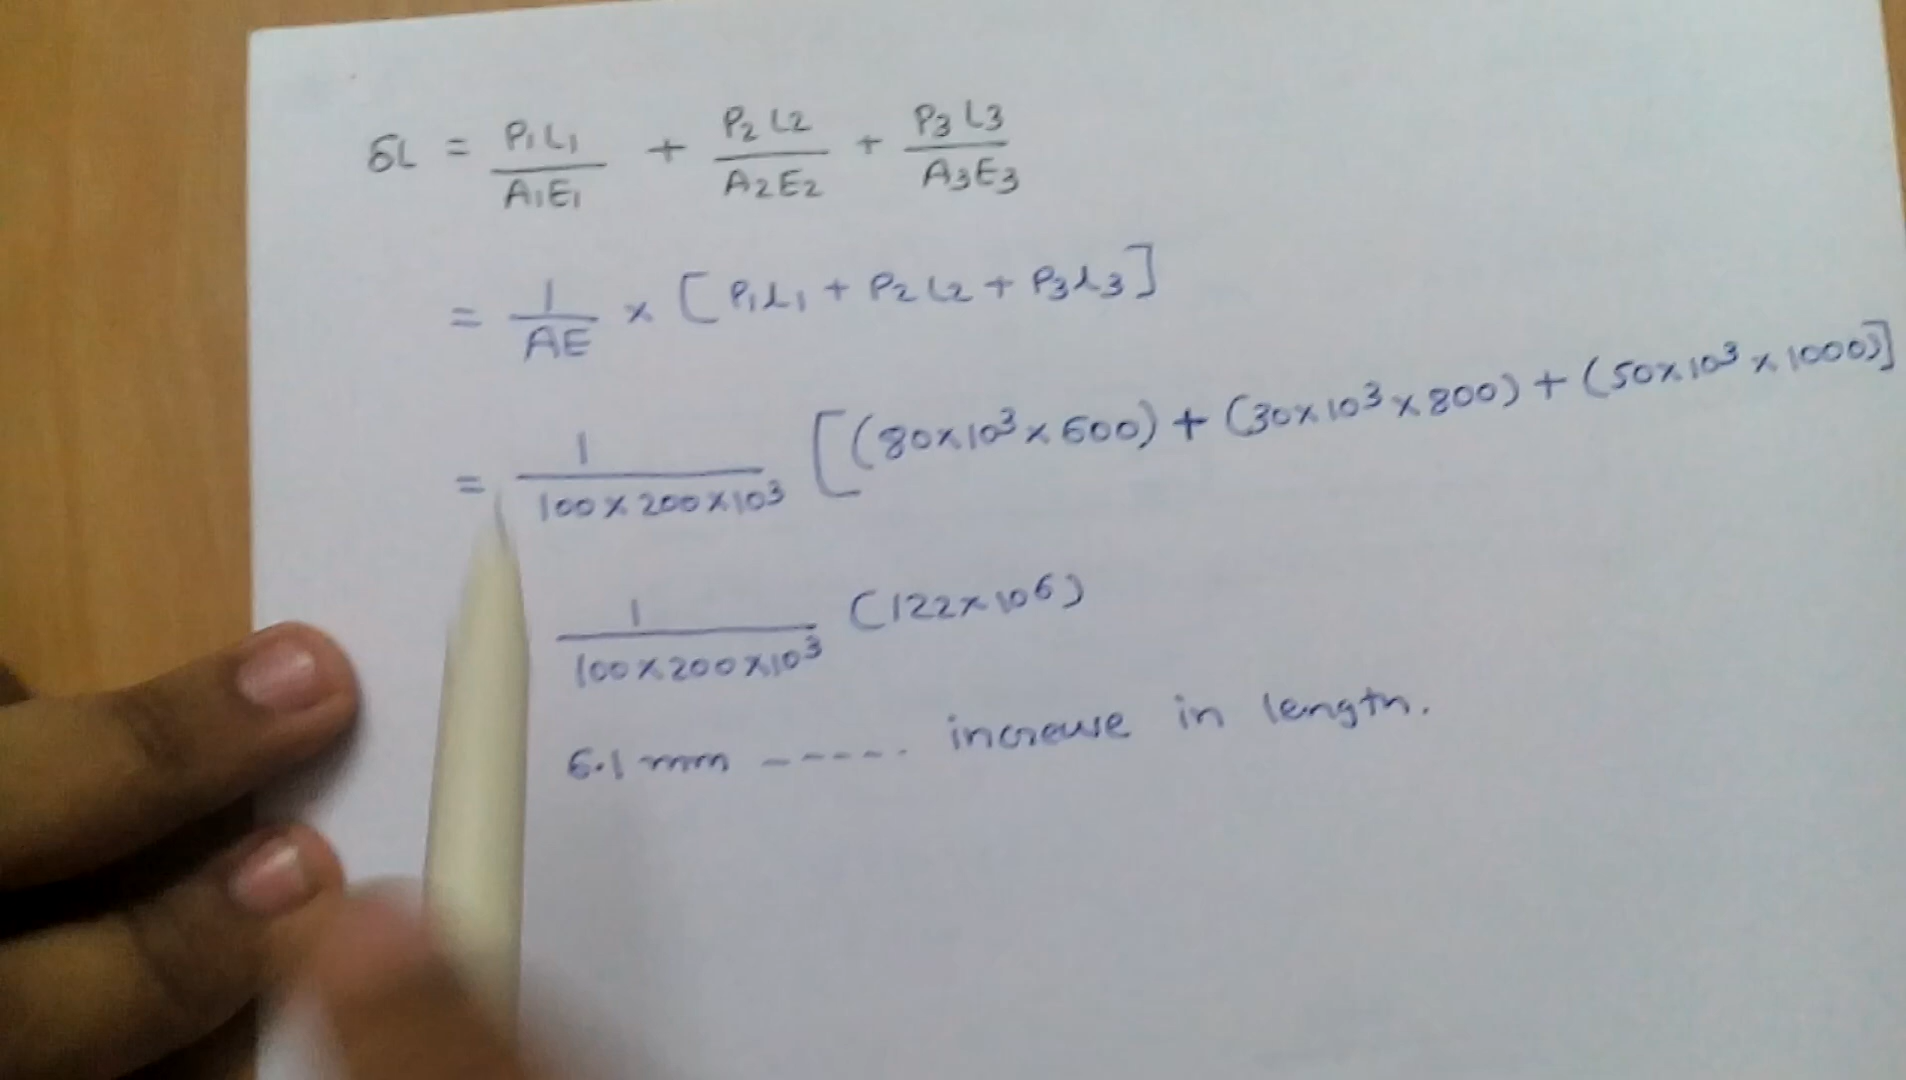 δL = P₁L₁/A₁E₁ + P₂L₂/A₂E₂ + P₃L₃/A₃E₃
= 1/AE × [P₁L₁ + P₂L₂ + P₃L₃]
= 1/100×200×10³ [(80×10³×600) + (30×10³×800) + (50×10³×1000)]
1/100×200×10³ (122×10⁶)
6.1 mm ----- increase in length.